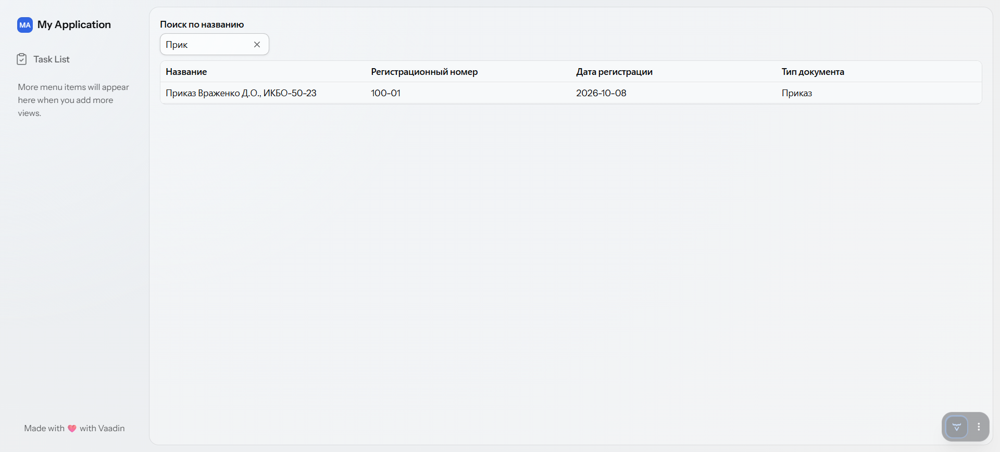 MA My Application
Task List
More menu items will appear
here when you add more
views.
Made with with Vaadin
Поиск по названию
Прик
Название Регистрационный номер Дата регистрации Тип документа
Приказ Враженко Д.О., ИКБО-50-23 100-01 2026-10-08 Приказ